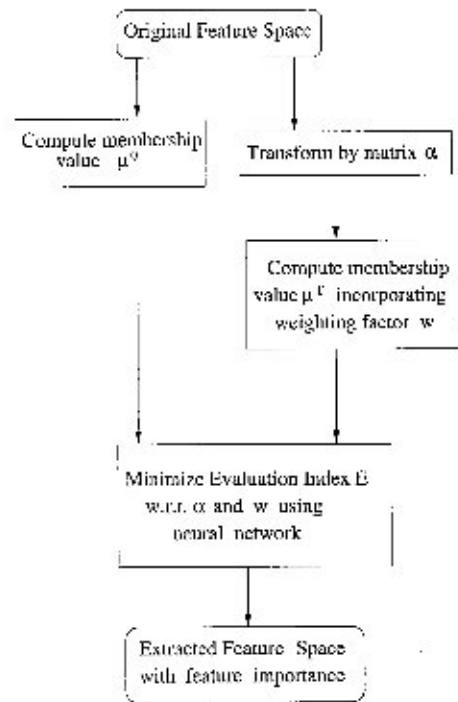 Original Feature Space
Compute membership
value μ^o
Transform by matrix α
Compute membership
value μ^T incorporating
weighting factor w
Minimize Evaluation Index E
w.r.t. α and w using
neural network
Extracted Feature Space
with feature importance